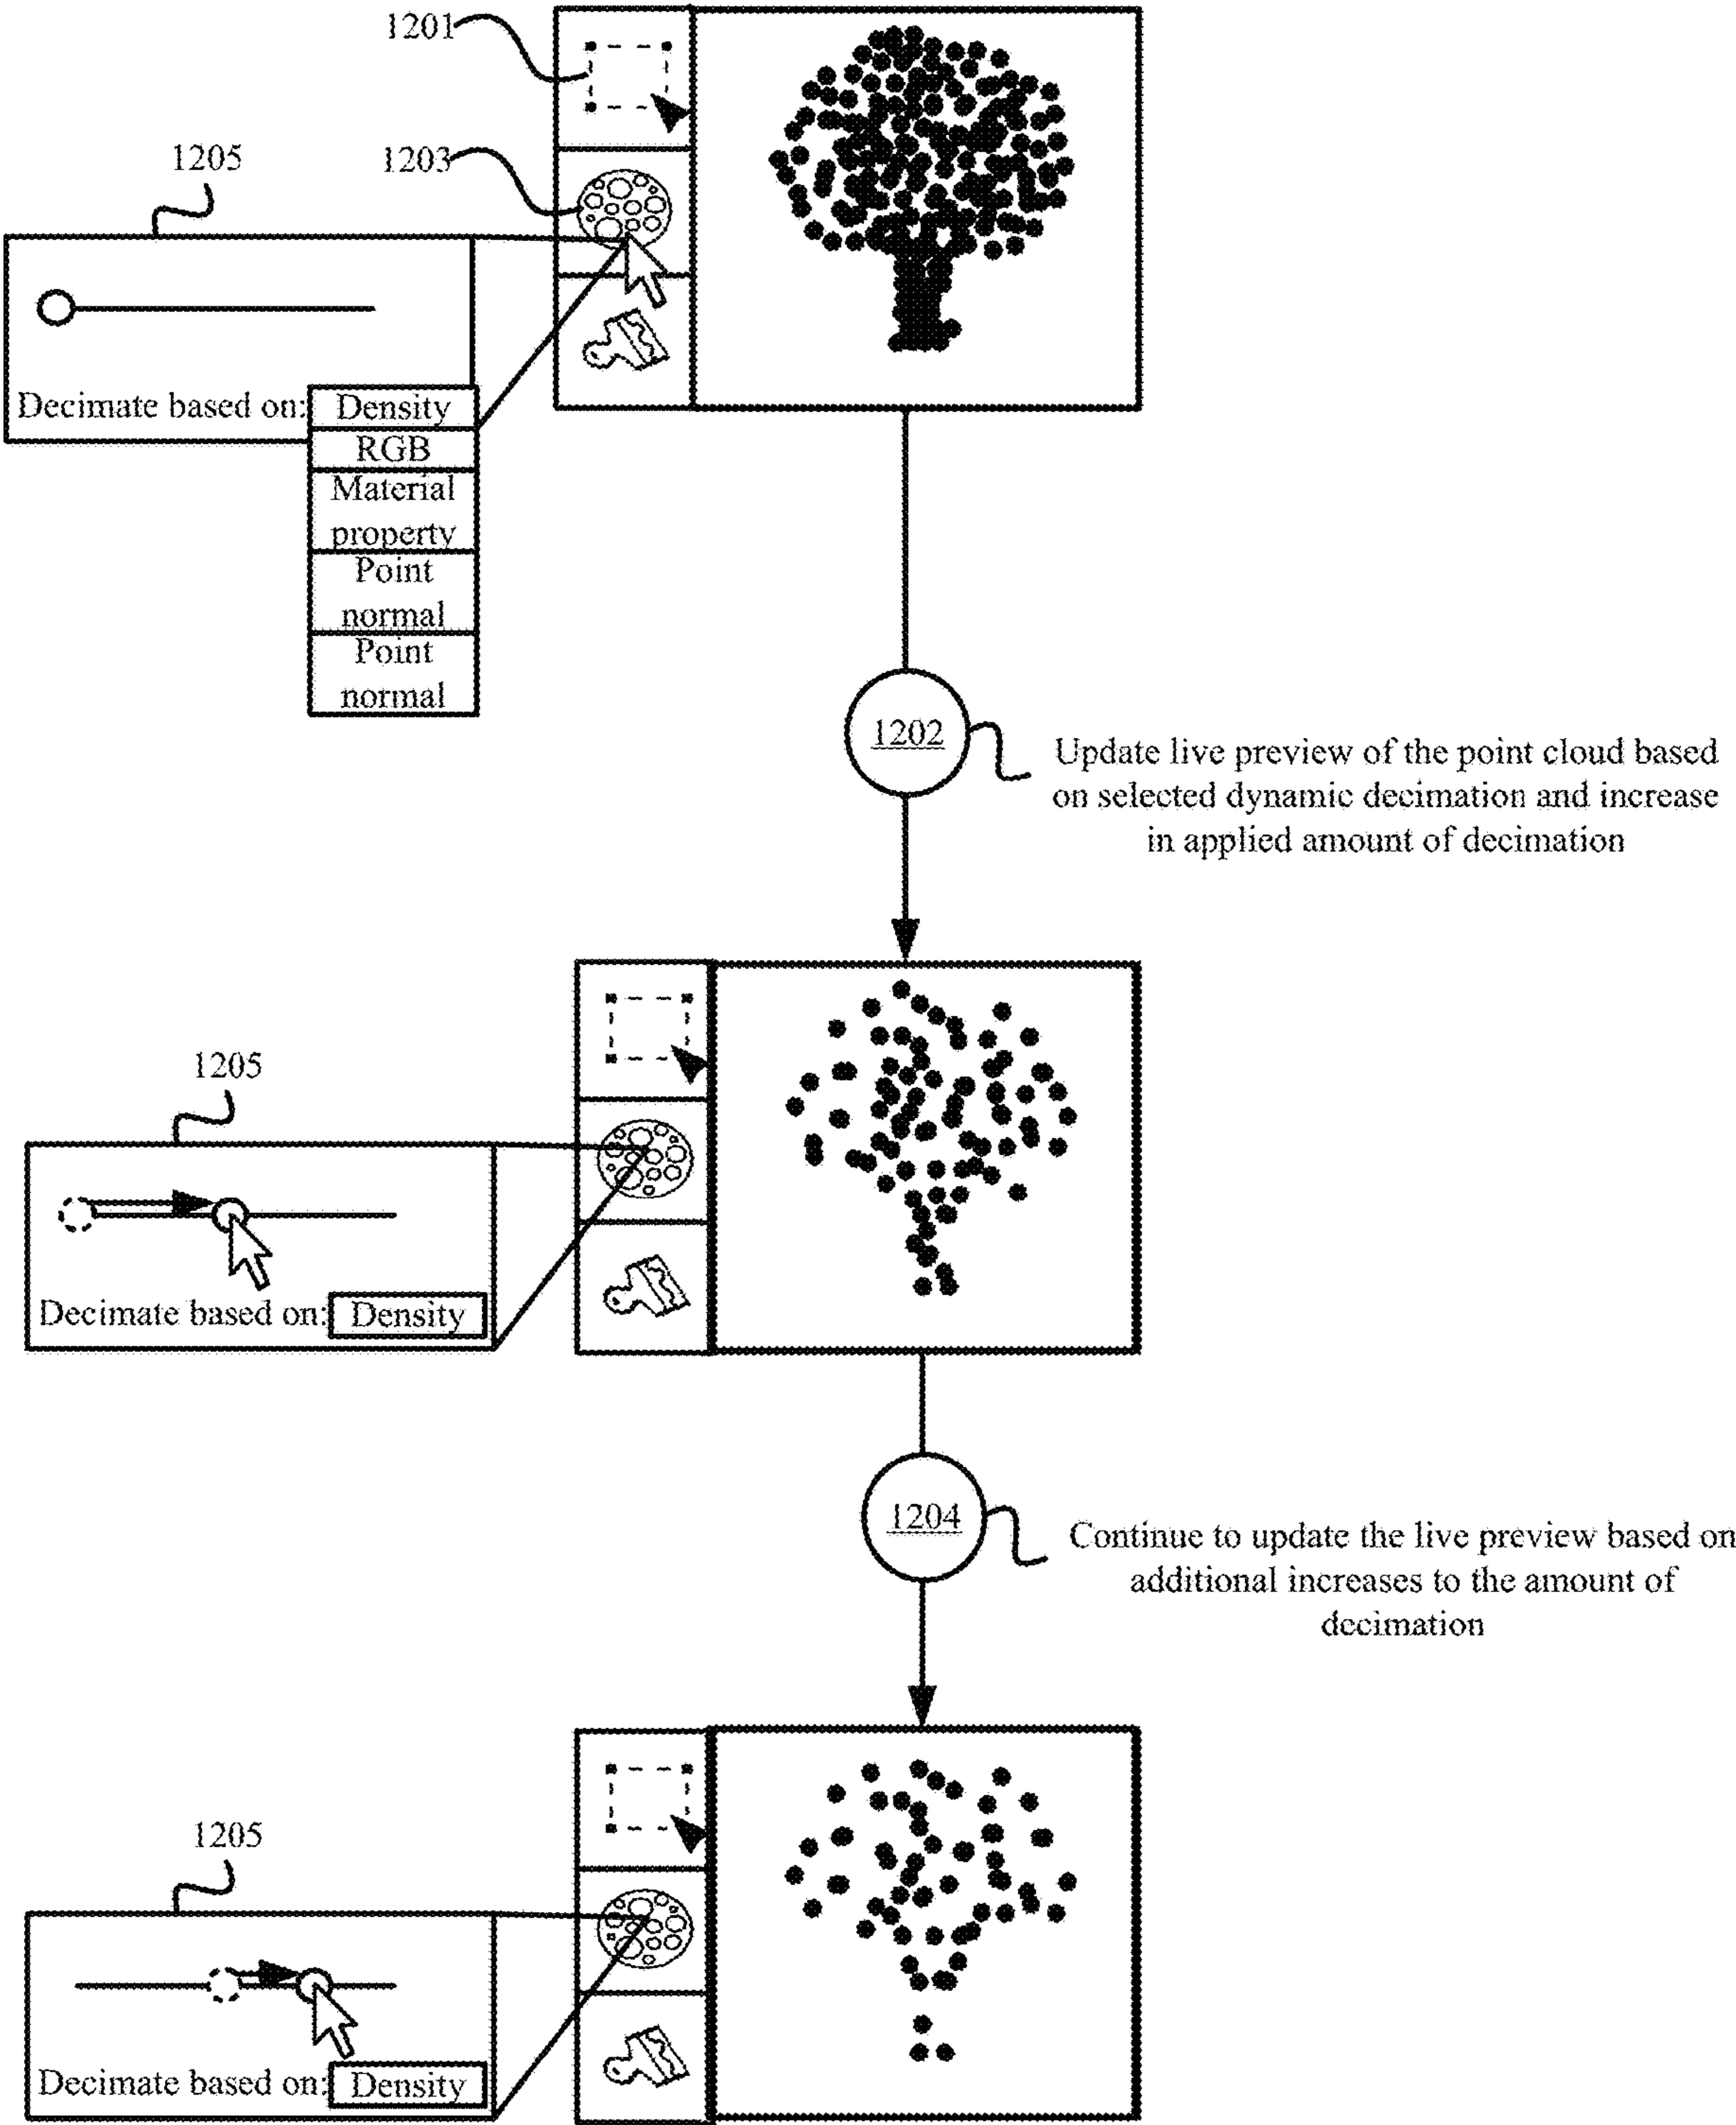 1201
1205
1203
Decimate based on:
Density
RGB
Material
property
Point
normal
Point
normal
1202
Update live preview of the point cloud based
on selected dynamic decimation and increase
in applied amount of decimation
1205
Decimate based on: Density
1204
Continue to update the live preview based on
additional increases to the amount of
decimation
1205
Decimate based on: Density